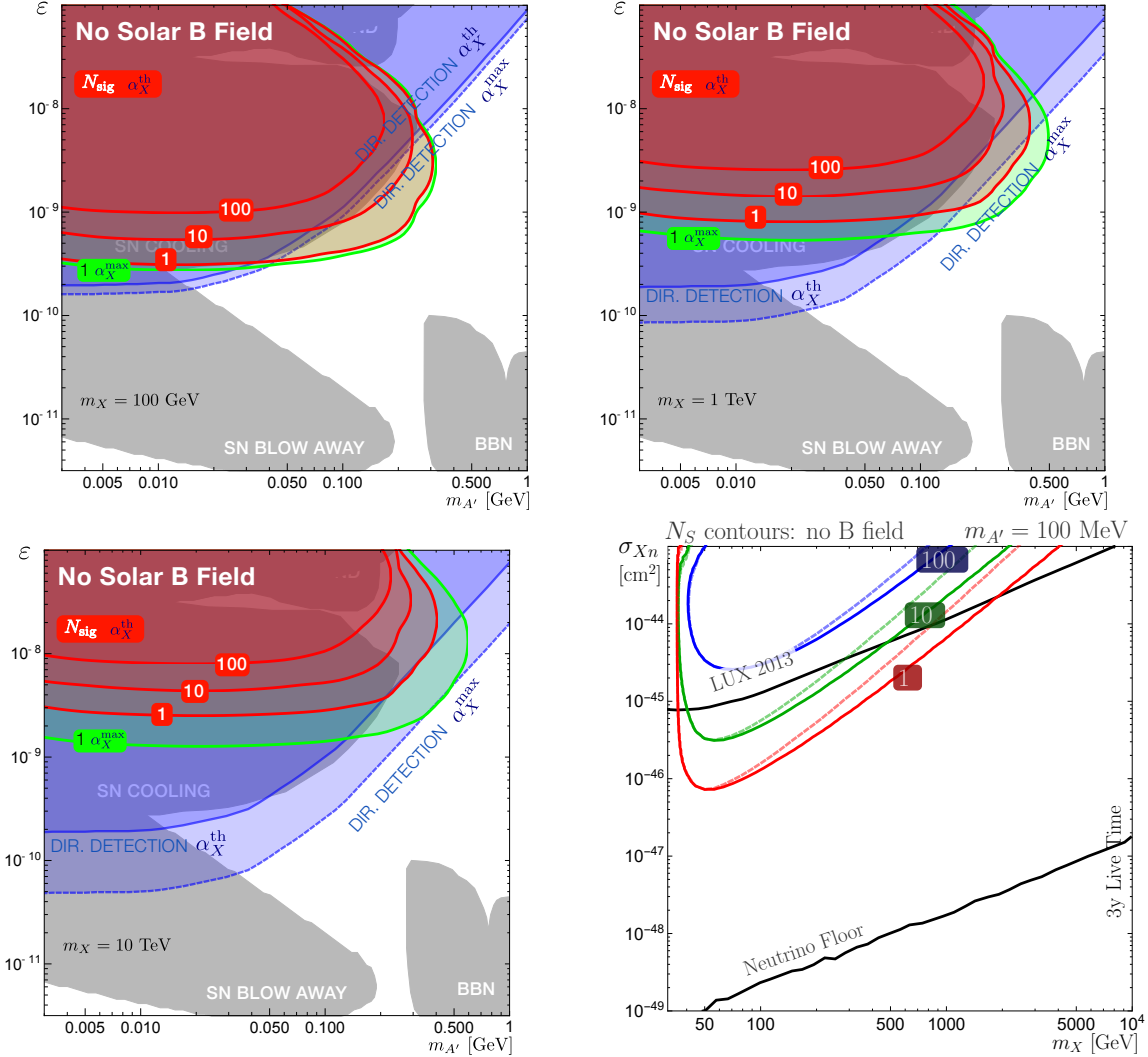 ε
No Solar B Field
N_sig α_X^th
DIR. DETECTION α_X^th
DIR. DETECTION α_X^max
10^-8
10^-9
10^-10
10^-11
100
10
1
SN COOLING
1 α_X^max
m_X = 100 GeV
SN BLOW AWAY
BBN
0.005 0.010 0.050 0.100 0.500 1
m_A′ [GeV]
ε
No Solar B Field
N_sig α_X^th
10^-8
10^-9
10^-10
10^-11
100
10
1
1 α_X^max
SN COOLING
DIR. DETECTION α_X^max
DIR. DETECTION α_X^th
m_X = 1 TeV
SN BLOW AWAY
BBN
0.005 0.010 0.050 0.100 0.500 1
m_A′ [GeV]
ε
No Solar B Field
N_sig α_X^th
10^-8
10^-9
10^-10
10^-11
100
10
1
1 α_X^max
SN COOLING
DIR. DETECTION α_X^max
DIR. DETECTION α_X^th
m_X = 10 TeV
SN BLOW AWAY
BBN
0.005 0.010 0.050 0.100 0.500 1
m_A′ [GeV]
N_S contours: no B field m_A′ = 100 MeV
σ_Xn
[cm²]
10^-44
10^-45
10^-46
10^-47
10^-48
10^-49
100
10
1
LUX 2013
Neutrino Floor
3y Live Time
50 100 500 1000 5000 10^4
m_X [GeV]